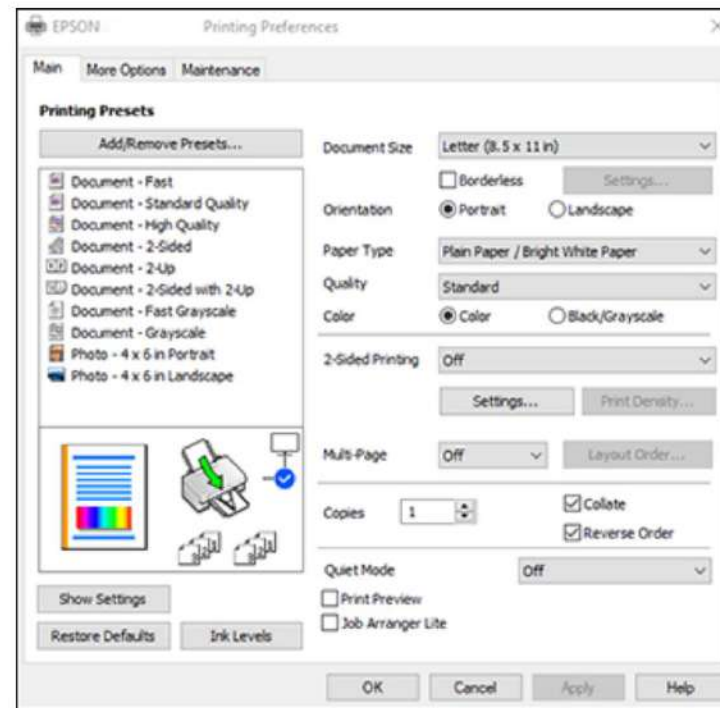 EPSON Printing Preferences
Main More Options Maintenance
Printing Presets
Add/Remove Presets...
Document - Fast
Document - Standard Quality
Document - High Quality
Document - 2-Sided
Document - 2-Up
Document - 2-Sided with 2-Up
Document - Fast Grayscale
Document - Grayscale
Photo - 4 x 6 in Portrait
Photo - 4 x 6 in Landscape
Show Settings
Restore Defaults Ink Levels
Document Size Letter (8.5 x 11 in)
Borderless Settings...
Orientation Portrait Landscape
Paper Type Plain Paper / Bright White Paper
Quality Standard
Color Color Black/Grayscale
2-Sided Printing Off
Settings... Print Density...
Multi-Page Off Layout Order...
Copies 1 Collate
Reverse Order
Quiet Mode Off
Print Preview
Job Arranger Lite
OK Cancel Apply Help